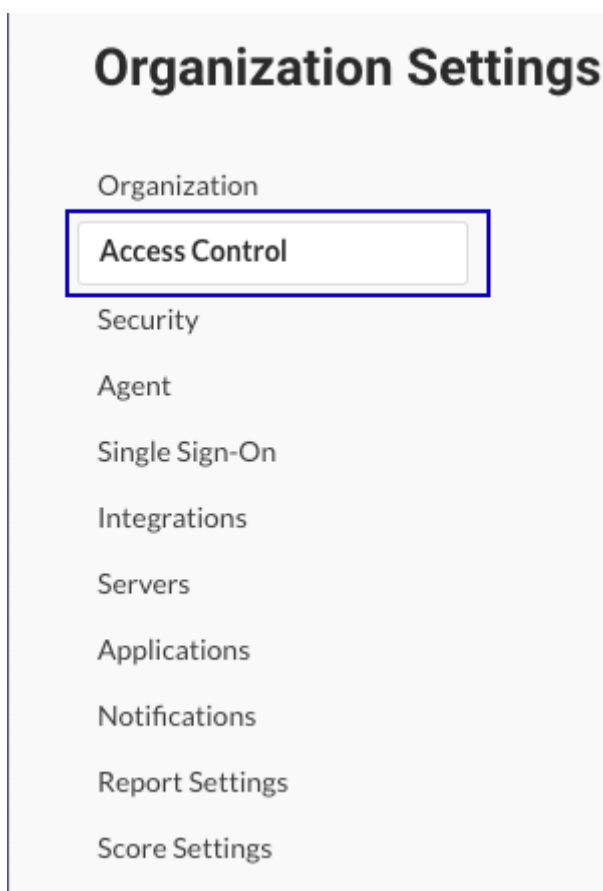 Organization Settings
Organization
Access Control
Security
Agent
Single Sign-On
Integrations
Servers
Applications
Notifications
Report Settings
Score Settings